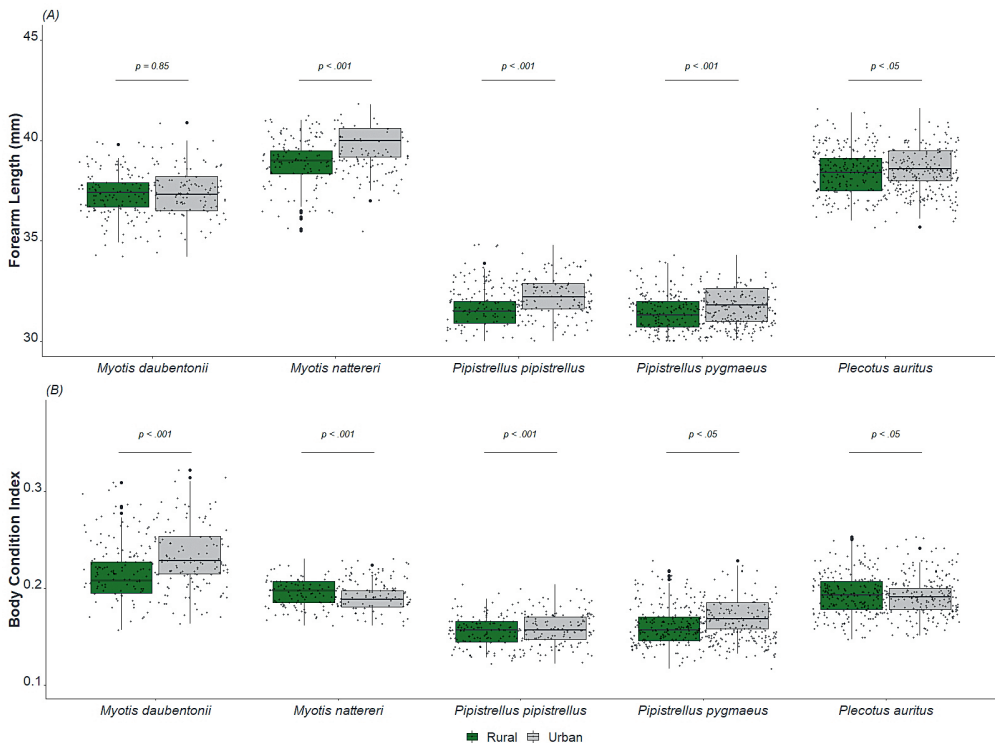 (A)
45
40
35
30
Forearm Length (mm)
p = 0.85
p < .001
p < .001
p < .001
p < .05
Myotis daubentonii
Myotis nattereri
Pipistrellus pipistrellus
Pipistrellus pygmaeus
Plecotus auritus
(B)
0.3
0.2
0.1
Body Condition Index
p < .001
p < .001
p < .001
p < .05
p < .05
Myotis daubentonii
Myotis nattereri
Pipistrellus pipistrellus
Pipistrellus pygmaeus
Plecotus auritus
Rural
Urban